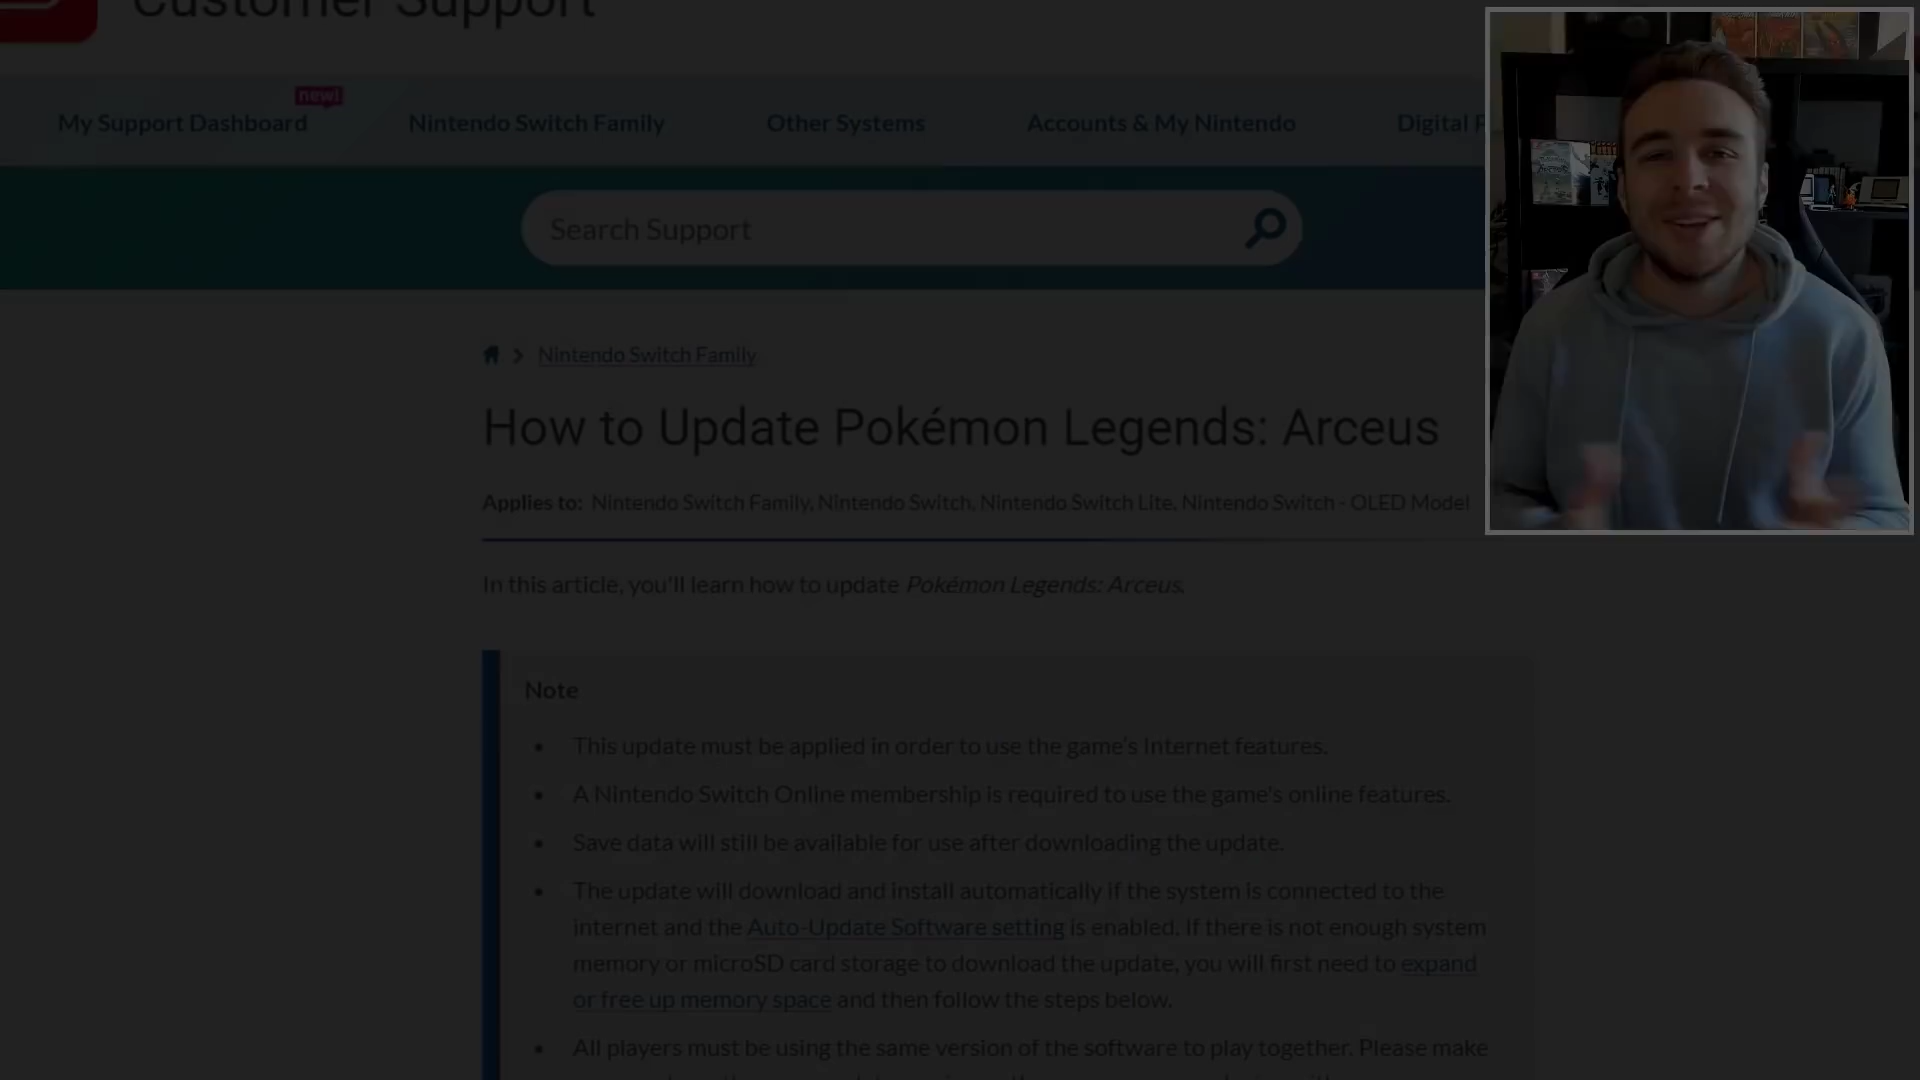 Customer Support
new!
My Support Dashboard
Nintendo Switch Family
Other Systems
Accounts & My Nintendo
Digital
Search Support
Nintendo Switch Family
How to Update Pokémon Legends: Arceus
Applies to: Nintendo Switch Family, Nintendo Switch, Nintendo Switch Lite, Nintendo Switch - OLED Model
In this article, you'll learn how to update Pokémon Legends: Arceus.
Note
• This update must be applied in order to use the game's Internet features.
• A Nintendo Switch Online membership is required to use the game's online features.
• Save data will still be available for use after downloading the update.
• The update will download and install automatically if the system is connected to the
internet and the Auto-Update Software setting is enabled. If there is not enough system
memory or microSD card storage to download the update, you will first need to expand
or free up memory space and then follow the steps below.
• All players must be using the same version of the software to play together. Please make